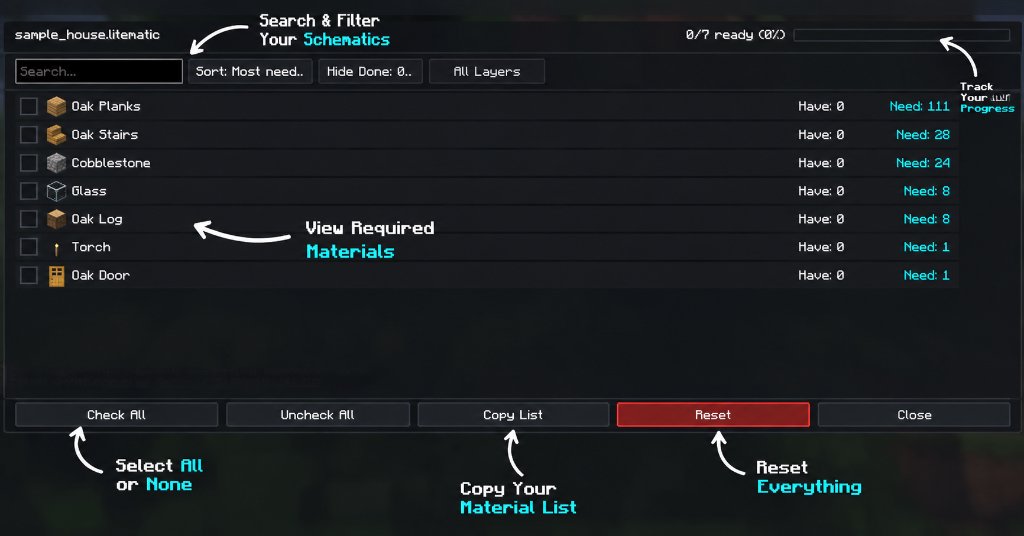 Search & Filter
Your Schematics
sample_house.litematic
0/7 ready (0%)
Search...
Sort: Most need..
Hide Done: 0..
All Layers
Track
Your
Progress
Oak Planks Have: 0 Need: 111
Oak Stairs Have: 0 Need: 28
Cobblestone Have: 0 Need: 24
Glass Have: 0 Need: 8
Oak Log Have: 0 Need: 8
Torch Have: 0 Need: 1
Oak Door Have: 0 Need: 1
View Required
Materials
Check All
Uncheck All
Copy List
Reset
Close
Select All
or None
Copy Your
Material List
Reset
Everything